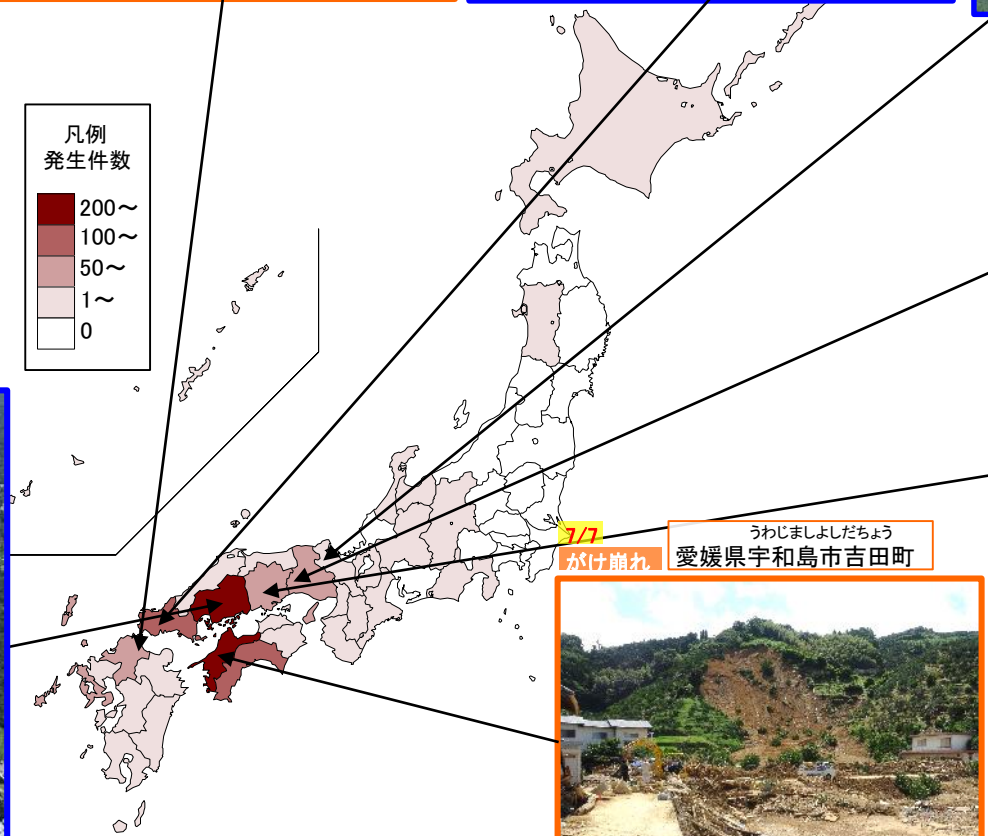 凡例
発生件数
200～
100～
50～
1～
0
7/7
がけ崩れ
うわじましよしだちょう
愛媛県宇和島市吉田町